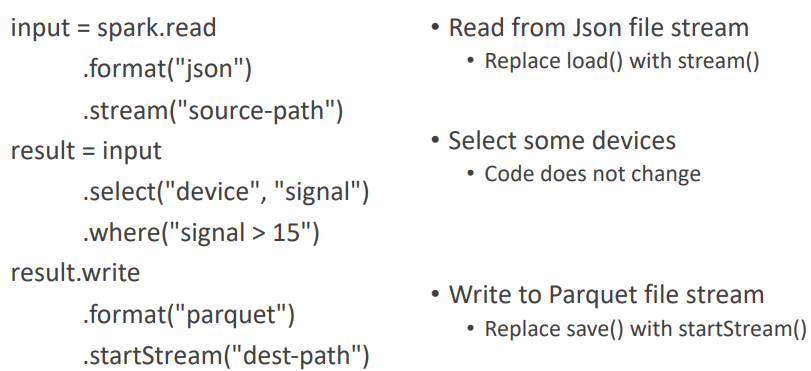 input = spark.read
.format("json")
.stream("source-path")
result = input
.select("device", "signal")
.where("signal > 15")
result.write
.format("parquet")
.startStream("dest-path")
• Read from Json file stream
• Replace load() with stream()
• Select some devices
• Code does not change
• Write to Parquet file stream
• Replace save() with startStream()